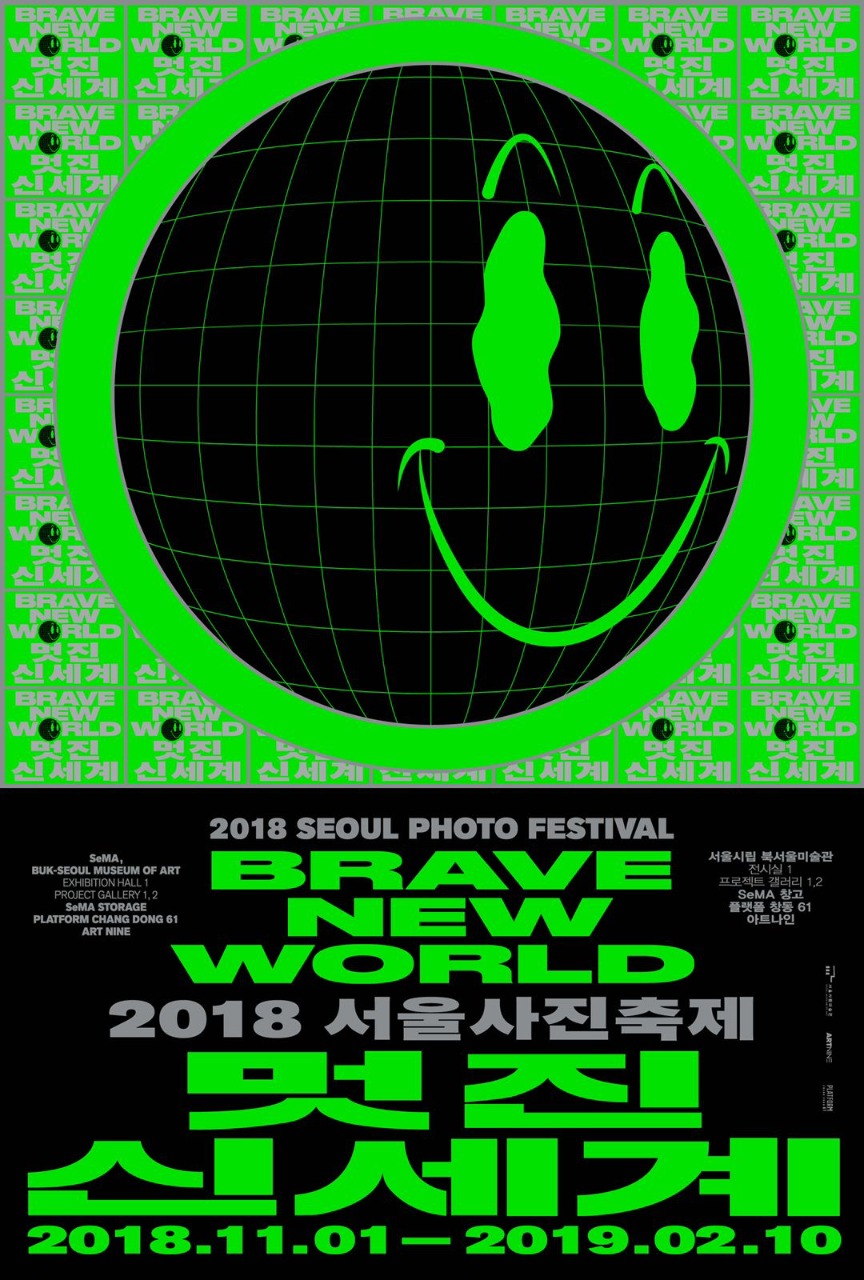 BRAVE
NEW
WORLD
멋진
신세계
2018 SEOUL PHOTO FESTIVAL
BRAVE
NEW
WORLD
SeMA,
BUK-SEOUL MUSEUM OF ART
EXHIBITION HALL 1
PROJECT GALLERY 1, 2
SeMA STORAGE
PLATFORM CHANG DONG 61
ART NINE
서울시립 북서울미술관
전시실 1
프로젝트 갤러리 1,2
SeMA 창고
플랫폼 창동 61
아트나인
2018 서울사진축제
멋진
신세계
2018.11.01—2019.02.10
ARTNINE
PLATFORM